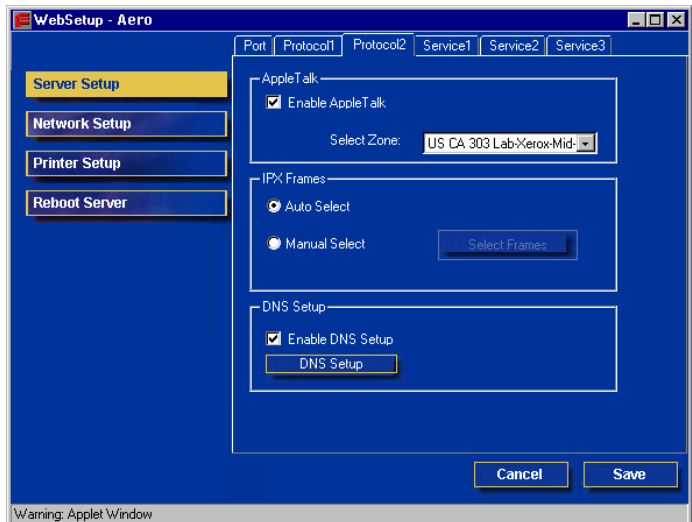 WebSetup - Aero
Port Protocol1 Protocol2 Service1 Service2 Service3
Server Setup
Network Setup
Printer Setup
Reboot Server
AppleTalk
Enable AppleTalk
Select Zone: US CA 303 Lab-Xerox-Mid-
IPX Frames
Auto Select
Manual Select Select Frames
DNS Setup
Enable DNS Setup
DNS Setup
Cancel Save
Warning: Applet Window